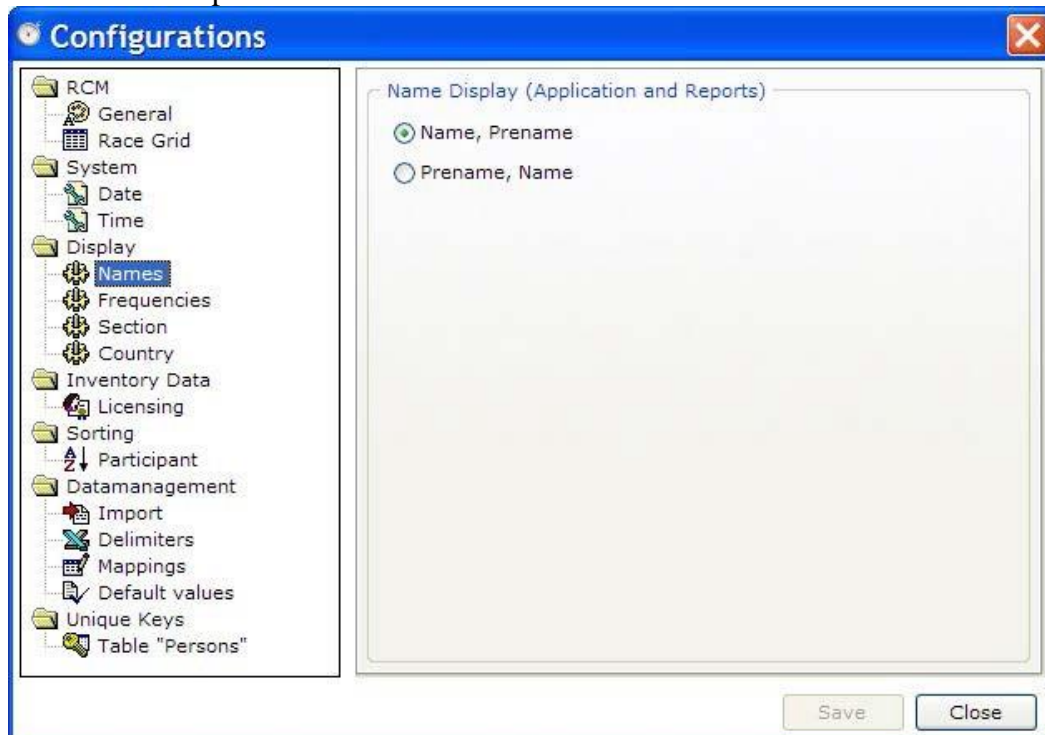 Configurations
RCM
General
Race Grid
System
Date
Time
Display
Names
Frequencies
Section
Country
Inventory Data
Licensing
Sorting
Participant
Datamanagement
Import
Delimiters
Mappings
Default values
Unique Keys
Table "Persons"
Name Display (Application and Reports)
Name, Prename
Prename, Name
Save
Close